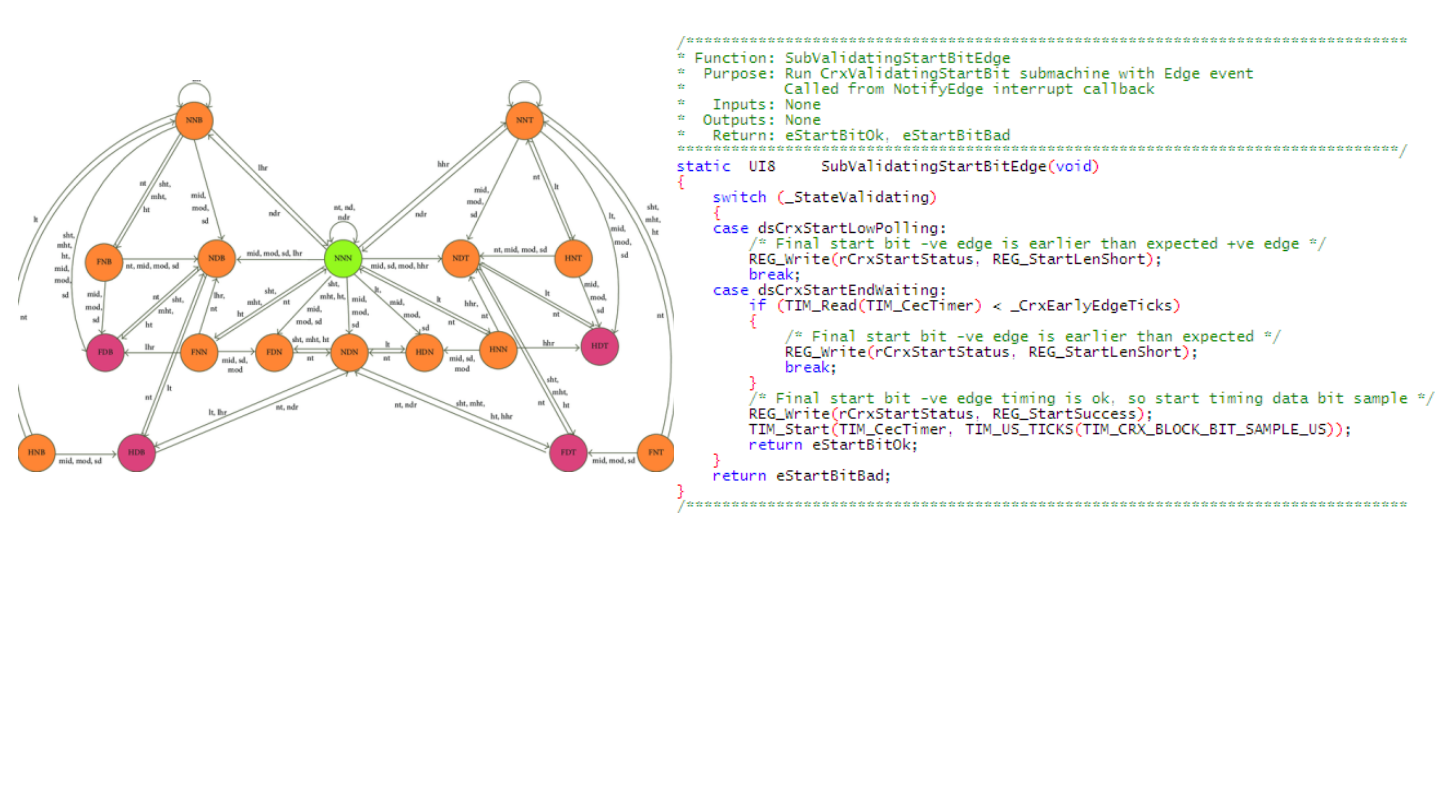 NNB
NNT
lhr
hhr
lt
nt
sht,
mht,
ht
mid,
mod,
sd
ndr
nt, nd,
ndr
ndr
mid,
mod,
sd
nt
lt
lt,
mid,
mod,
sd
sht,
mht,
ht
sht,
mht,
ht,
mid,
mod,
sd
FNB
nt, mid, mod, sd
NDB
mid, mod, sd, lhr
NNN
mid, sd, mod, hhr
NDT
nt, mid, mod, sd
HNT
mid,
mod,
sd
nt
sht,
mht,
ht
lhr,
nt
sht,
mht,
ht
nt
sht,
mht, ht,
mid,
mod, sd
mid,
mod,
sd
lt,
mid,
mod,
sd
lt
nt
hhr,
nt
lt
nt
mid,
mod,
sd
nt
nt
FDB
lhr
FNN
mid, sd,
mod
FDN
sht, mht, ht
nt
NDN
lt
nt
HDN
mid, sd,
mod
HNN
hhr
HDT
lt
nt
lt, lhr
nt, ndr
nt, ndr
sht, mht,
ht, hhr
sht,
mht,
ht
nt
HNB
mid, mod, sd
HDB
FDT
mid, mod, sd
FNT
/********************************************************************************
* Function: SubValidatingStartBitEdge
*  Purpose: Run CrxValidatingStartBit submachine with Edge event
*           Called from NotifyEdge interrupt callback
*   Inputs: None
*  Outputs: None
*   Return: eStartBitOk, eStartBitBad
********************************************************************************/
static  UI8     SubValidatingStartBitEdge(void)
{
    switch (_StateValidating)
    {
    case dsCrxStartLowPolling:
        /* Final start bit -ve edge is earlier than expected +ve edge */
        REG_Write(rCrxStartStatus, REG_StartLenShort);
        break;
    case dsCrxStartEndWaiting:
        if (TIM_Read(TIM_CecTimer) < _CrxEarlyEdgeTicks)
        {
            /* Final start bit -ve edge is earlier than expected */
            REG_Write(rCrxStartStatus, REG_StartLenShort);
            break;
        }
        /* Final start bit -ve edge timing is ok, so start timing data bit sample */
        REG_Write(rCrxStartStatus, REG_StartSuccess);
        TIM_Start(TIM_CecTimer, TIM_US_TICKS(TIM_CRX_BLOCK_BIT_SAMPLE_US));
        return eStartBitOk;
    }
    return eStartBitBad;
}
/********************************************************************************